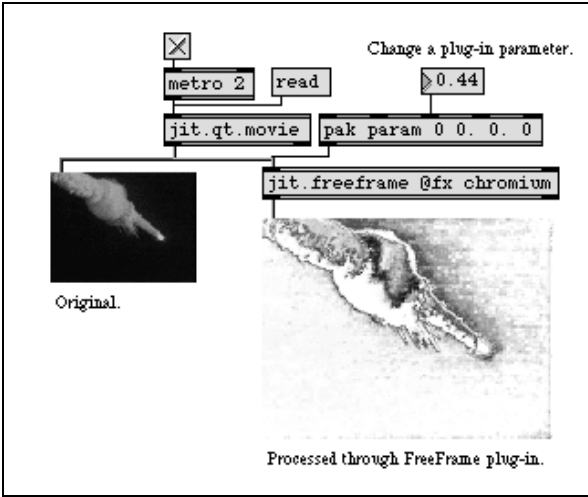 Change a plug-in parameter.
metro 2
read
0.44
jit.qt.movie
pak param 0 0. 0. 0
jit.freeframe @fx chromium
Original.
Processed through FreeFrame plug-in.